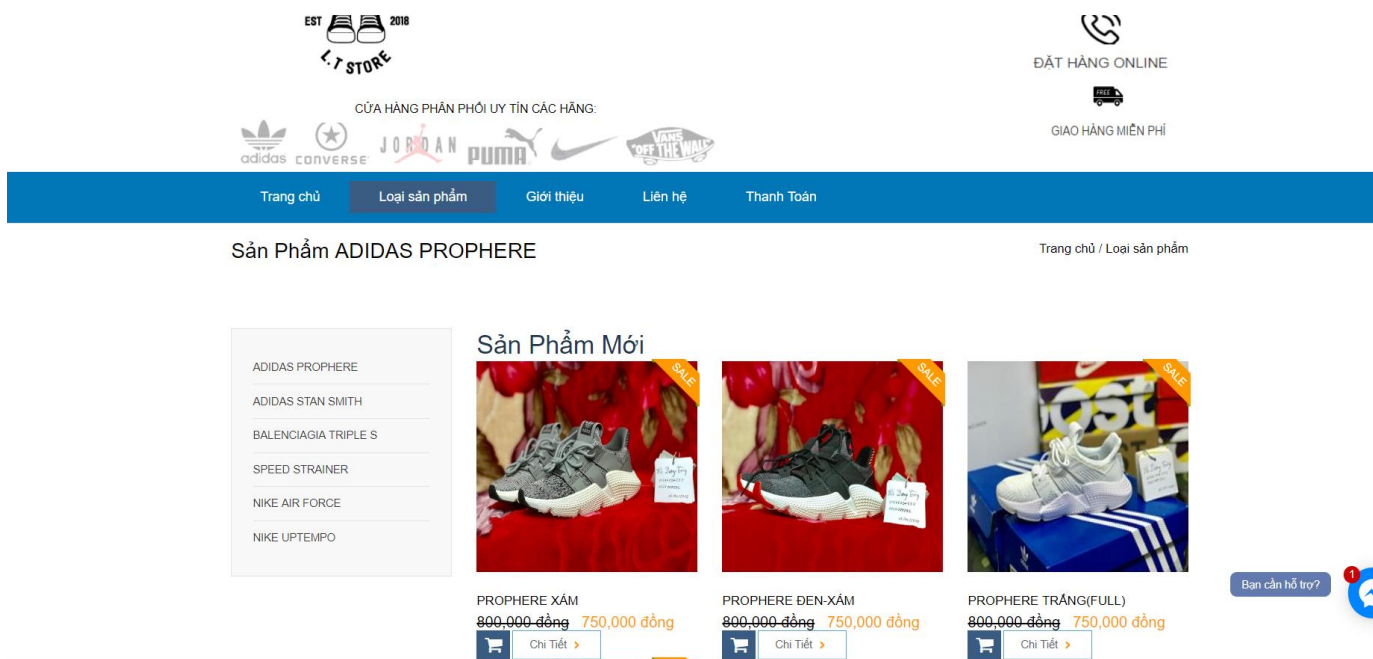 EST 2018
L.T STORE
ĐẶT HÀNG ONLINE
FREE
CỬA HÀNG PHÂN PHỐI UY TÍN CÁC HÃNG:
GIAO HÀNG MIỄN PHÍ
adidas CONVERSE JORDAN PUMA VANS "OFF THE WALL"
Trang chủ Loại sản phẩm Giới thiệu Liên hệ Thanh Toán
Sản Phẩm ADIDAS PROPHERE
Trang chủ / Loại sản phẩm
ADIDAS PROPHERE
ADIDAS STAN SMITH
BALENCIAGIA TRIPLE S
SPEED STRAINER
NIKE AIR FORCE
NIKE UPTEMPO
Sản Phẩm Mới
SALE SALE SALE
ost
PROPHERE XÁM PROPHERE ĐEN-XÁM PROPHERE TRẮNG(FULL)
800,000 đồng 750,000 đồng 800,000 đồng 750,000 đồng 800,000 đồng 750,000 đồng
Chi Tiết Chi Tiết Chi Tiết
Bạn cần hỗ trợ?
1